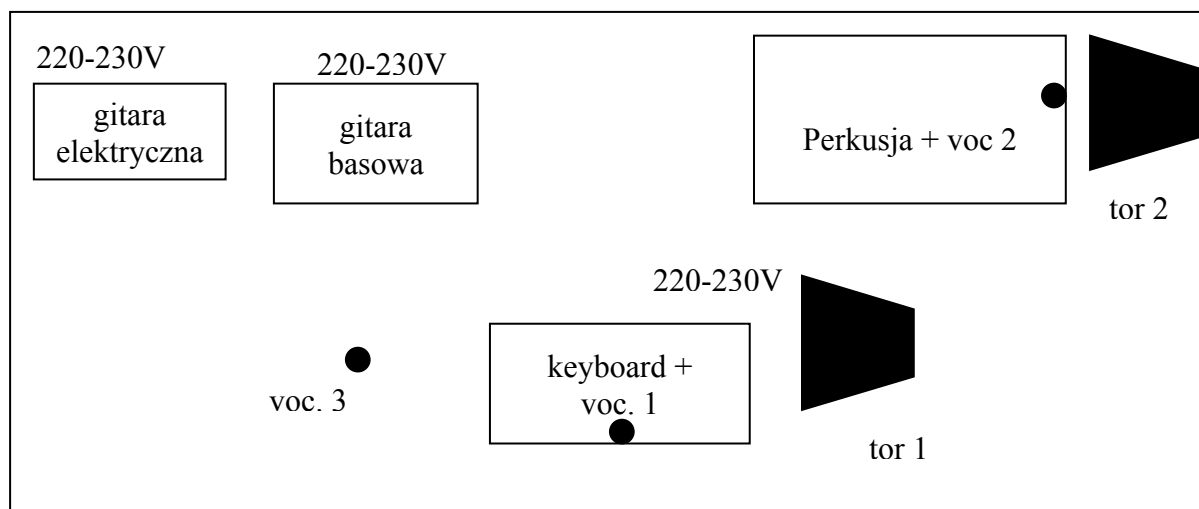 220-230V
220-230V
gitara
elektryczna
gitara
basowa
Perkusja + voc 2
tor 2
220-230V
keyboard +
voc. 1
voc. 3
tor 1